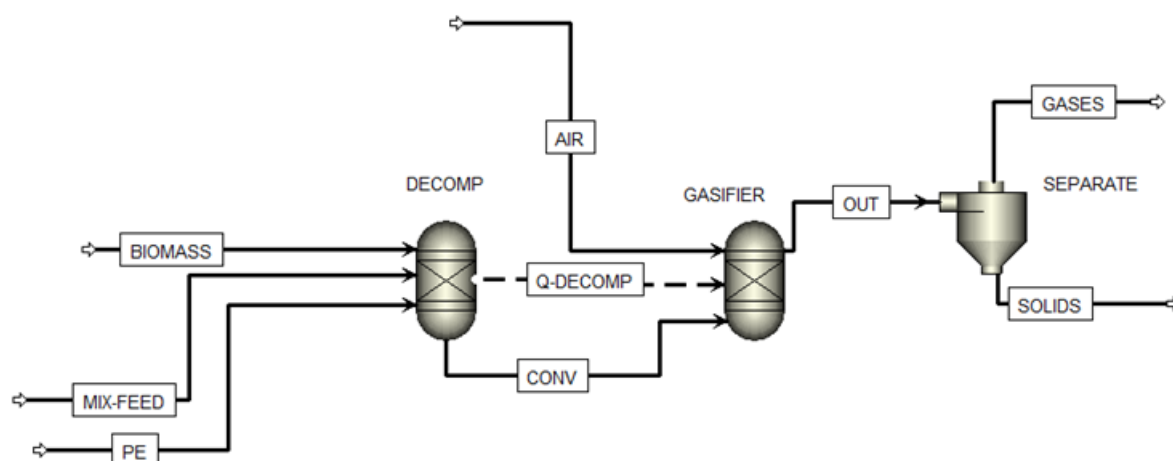 AIR
GASES
DECOMP
GASIFIER
OUT
SEPARATE
BIOMASS
Q-DECOMP
SOLIDS
CONV
MIX-FEED
PE